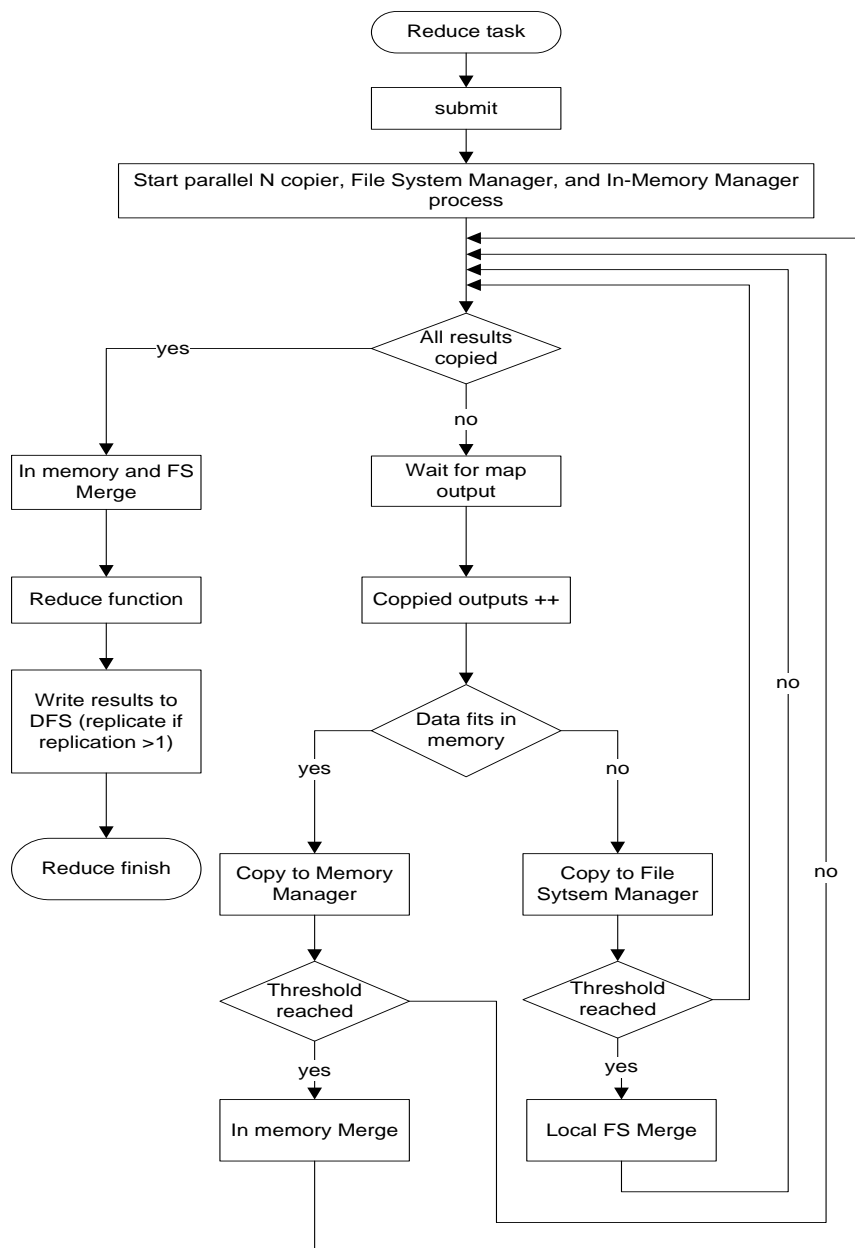 Reduce task
submit
Start parallel N copier, File System Manager, and In-Memory Manager
process
All results
copied
yes
no
In memory and FS
Merge
Wait for map
output
Reduce function
Coppied outputs ++
Write results to
DFS (replicate if
replication >1)
Data fits in
memory
no
yes
no
Reduce finish
Copy to Memory
Manager
Copy to File
Sytsem Manager
no
Threshold
reached
Threshold
reached
yes
yes
In memory Merge
Local FS Merge